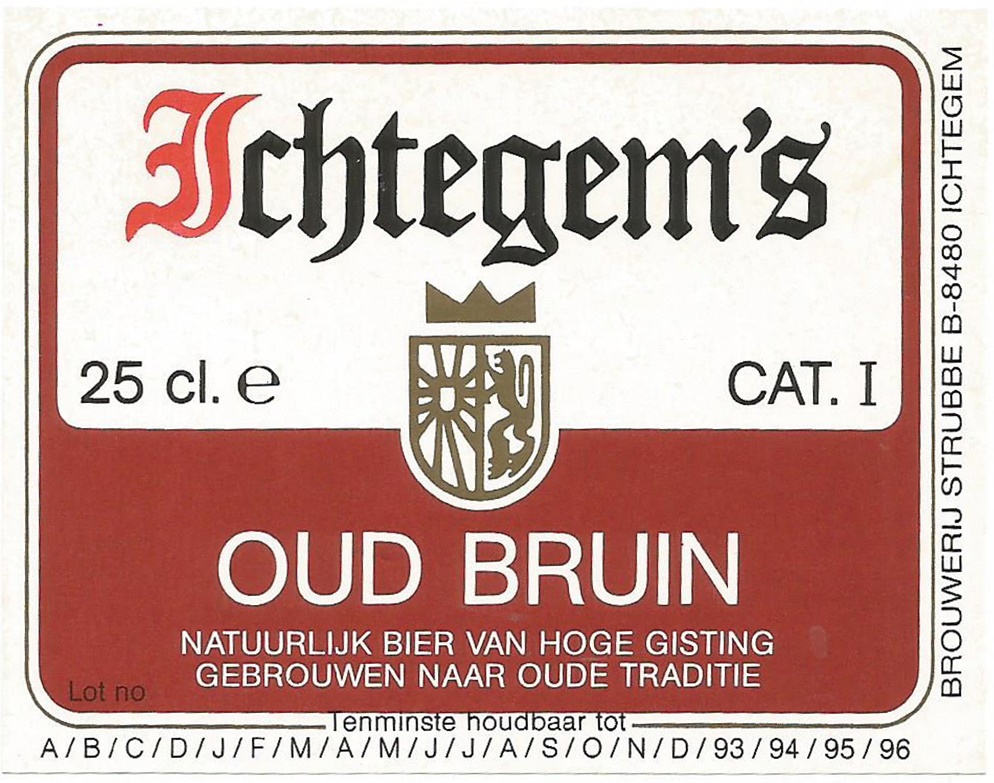 Ichtegem's
25 cl. e
CAT. I
OUD BRUIN
NATUURLIJK BIER VAN HOGE GISTING
GEBROUWEN NAAR OUDE TRADITIE
Lot no
Tenminste houdbaar tot
A/B/C/D/J/F/M/A/M/J/J/A/S/O/N/D/93/94/95/96
BROUWERIJ STRUBBE B-8480 ICHTEGEM